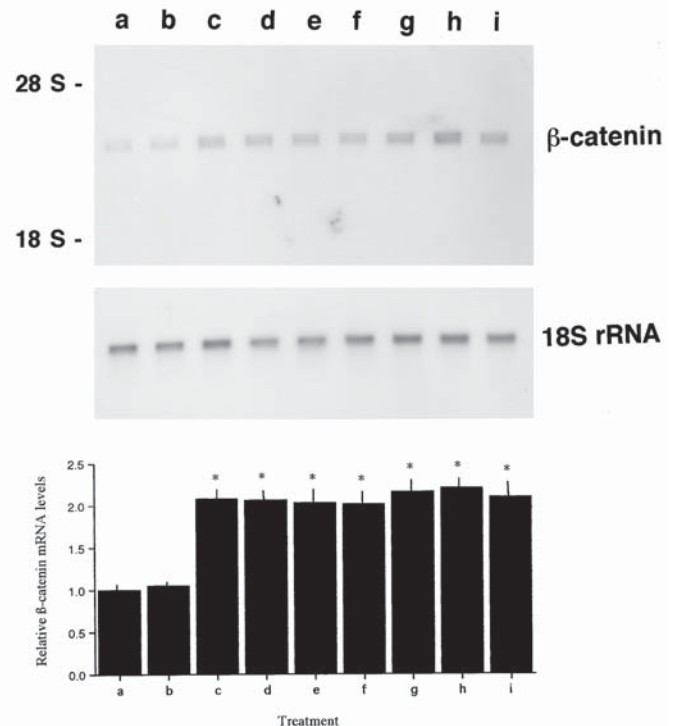 a b c d e f g h i
28 S -
β-catenin
18 S -
18S rRNA
Relative ß-catenin mRNA levels
2.5
2.0
1.5
1.0
0.5
0.0
* * * * * * *
a b c d e f g h i
Treatment